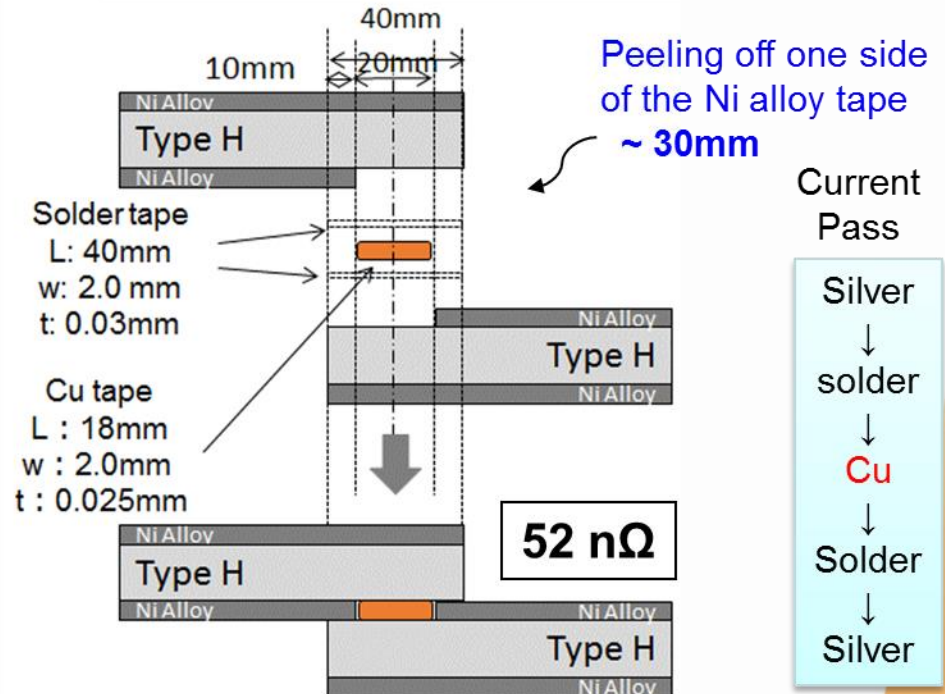 40mm
20mm
10mm
Peeling off one side
of the Ni alloy tape
~ 30mm
Ni Alloy
Type H
Ni Alloy
Current
Pass
Solder tape
L: 40mm
w: 2.0 mm
t: 0.03mm
Silver
↓
solder
↓
Cu
↓
Solder
↓
Silver
Ni Alloy
Type H
Ni Alloy
Cu tape
L : 18mm
w : 2.0mm
t : 0.025mm
52 nΩ
Ni Alloy
Type H
Ni Alloy
Ni Alloy
Type H
Ni Alloy